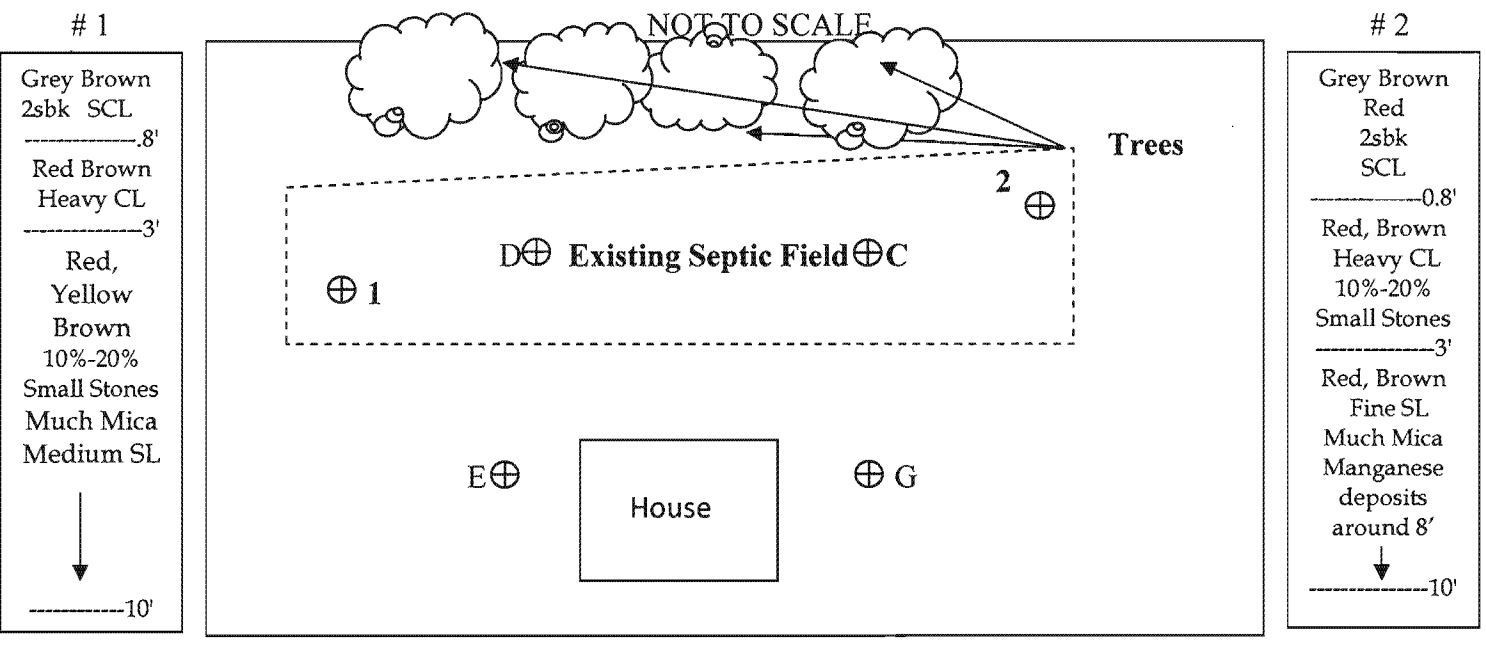 # 1
Grey Brown
2sbk SCL
---------------.8'
Red Brown
Heavy CL
---------------3'
Red,
Yellow
Brown
10%-20%
Small Stones
Much Mica
Medium SL
------------10'
NOT TO SCALE
Trees
2
D Existing Septic Field C
1
E
House
G
# 2
Grey Brown
Red
2sbk
SCL
--------------0.8'
Red, Brown
Heavy CL
10%-20%
Small Stones
---------------3'
Red, Brown
Fine SL
Much Mica
Manganese
deposits
around 8'
---------------10'